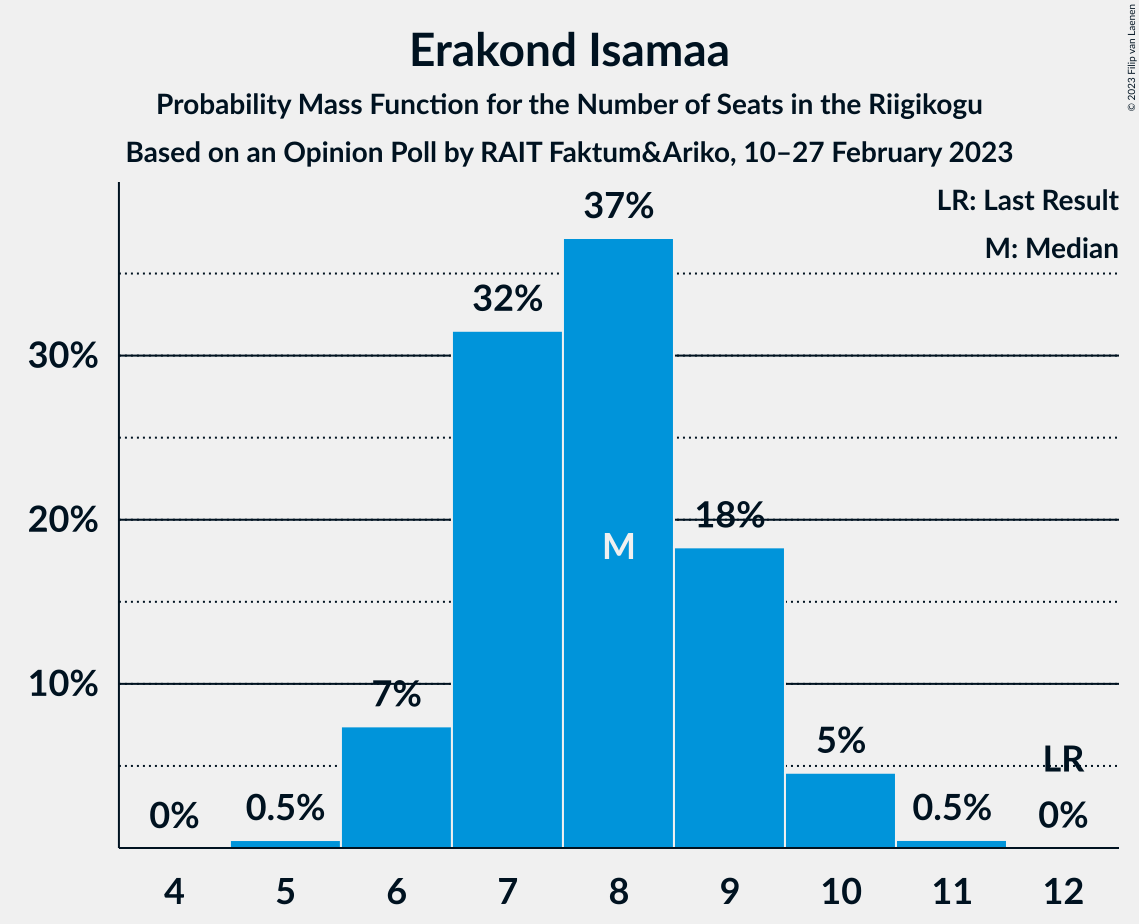 Erakond Isamaa
Probability Mass Function for the Number of Seats in the Riigikogu
Based on an Opinion Poll by RAIT Faktum&Ariko, 10–27 February 2023
© 2023 Filip van Laenen
LR: Last Result
M: Median
37%
32%
30%
18%
20%
M
10%
7%
5%
LR
0%
0.5%
0.5%
0%
4 5 6 7 8 9 10 11 12